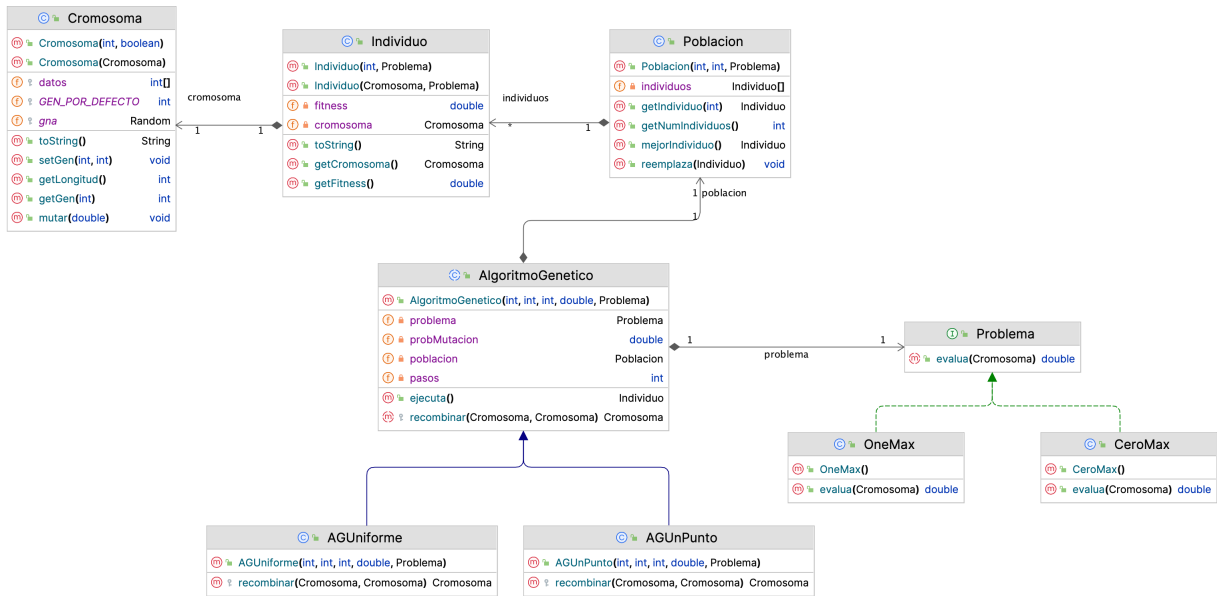 Cromosoma
Cromosoma(int, boolean)
Cromosoma(Cromosoma)
datos int[]
GEN_POR_DEFECTO int
gna Random
toString() String
setGen(int, int) void
getLongitud() int
getGen(int) int
mutar(double) void
cromosoma
1 1
Individuo
Individuo(int, Problema)
Individuo(Cromosoma, Problema)
fitness double
cromosoma Cromosoma
toString() String
getCromosoma() Cromosoma
getFitness() double
individuos
* 1
Poblacion
Poblacion(int, int, Problema)
individuos Individuo[]
getIndividuo(int) Individuo
getNumIndividuos() int
mejorIndividuo() Individuo
reemplaza(Individuo) void
1 poblacion
1
AlgoritmoGenetico
AlgoritmoGenetico(int, int, int, double, Problema)
problema Problema
probMutacion double
poblacion Poblacion
pasos int
ejecuta() Individuo
recombinar(Cromosoma, Cromosoma) Cromosoma
1 1
problema
Problema
evalua(Cromosoma) double
OneMax
OneMax()
evalua(Cromosoma) double
CeroMax
CeroMax()
evalua(Cromosoma) double
AGUniforme
AGUniforme(int, int, int, double, Problema)
recombinar(Cromosoma, Cromosoma) Cromosoma
AGUnPunto
AGUnPunto(int, int, int, double, Problema)
recombinar(Cromosoma, Cromosoma) Cromosoma